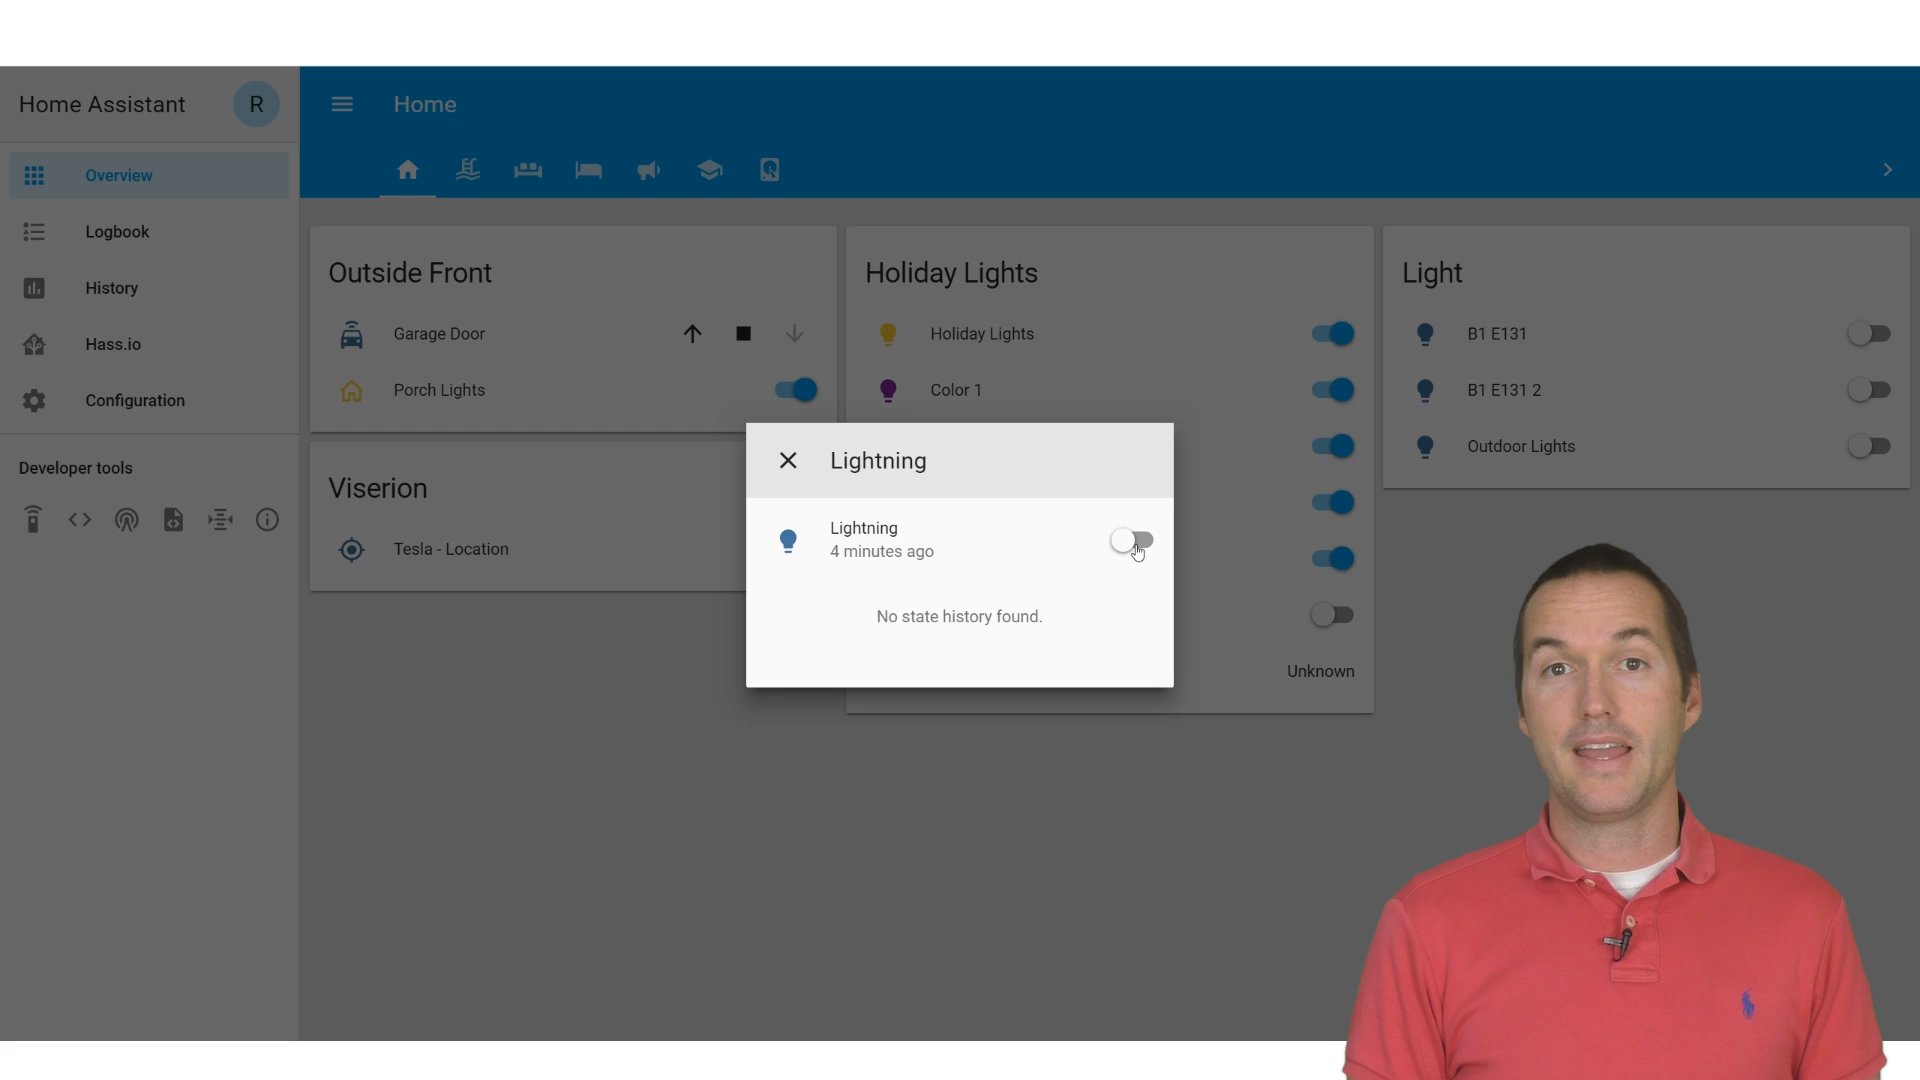 Home Assistant
R
Home
Overview
Logbook
History
Hass.io
Configuration
Developer tools
Outside Front
Garage Door
Porch Lights
Viserion
Tesla - Location
Holiday Lights
Holiday Lights
Color 1
Unknown
Light
B1 E131
B1 E131 2
Outdoor Lights
Lightning
Lightning
4 minutes ago
No state history found.